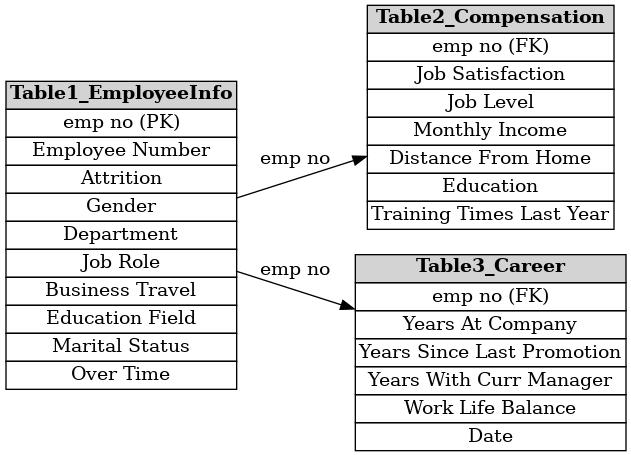 Table1_EmployeeInfo
emp no (PK)
Employee Number
Attrition
Gender
Department
Job Role
Business Travel
Education Field
Marital Status
Over Time
emp no
emp no
Table2_Compensation
emp no (FK)
Job Satisfaction
Job Level
Monthly Income
Distance From Home
Education
Training Times Last Year
Table3_Career
emp no (FK)
Years At Company
Years Since Last Promotion
Years With Curr Manager
Work Life Balance
Date